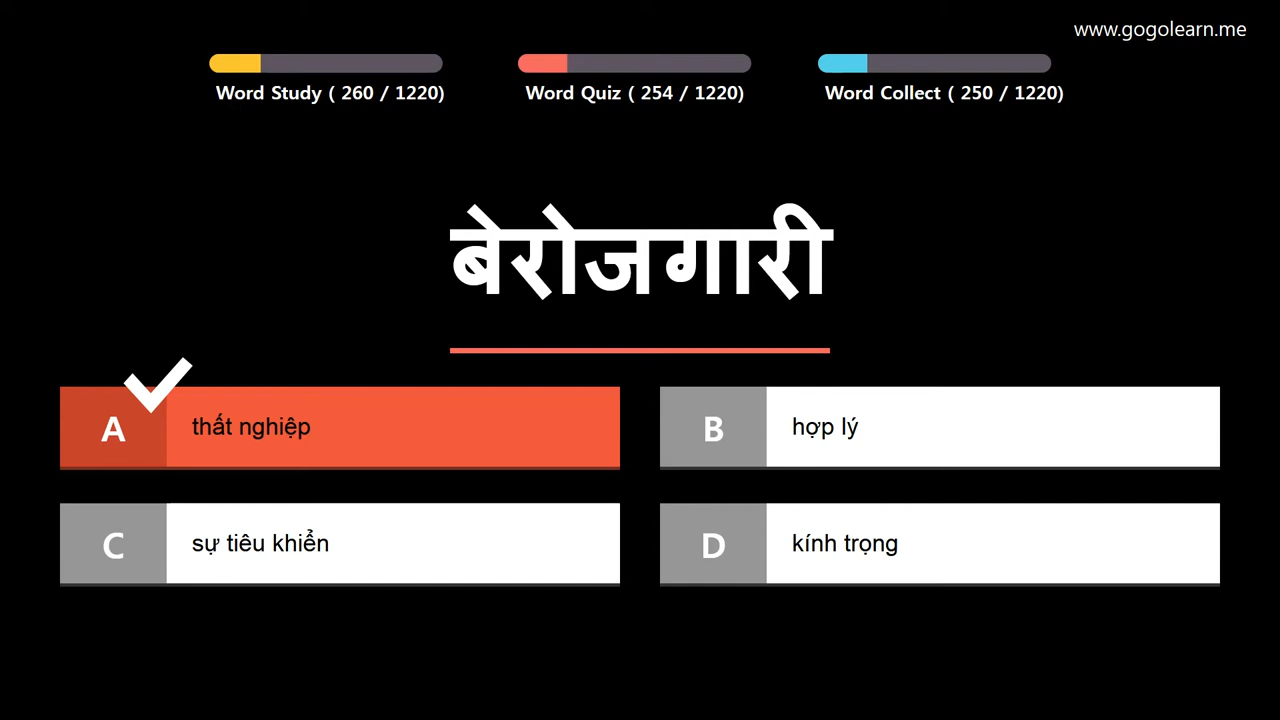 www.gogolearn.me
Word Study ( 260 / 1220)
Word Quiz ( 254 / 1220)
Word Collect ( 250 / 1220)
बेरोजगारी
A thất nghiệp
B hợp lý
C sự tiêu khiển
D kính trọng